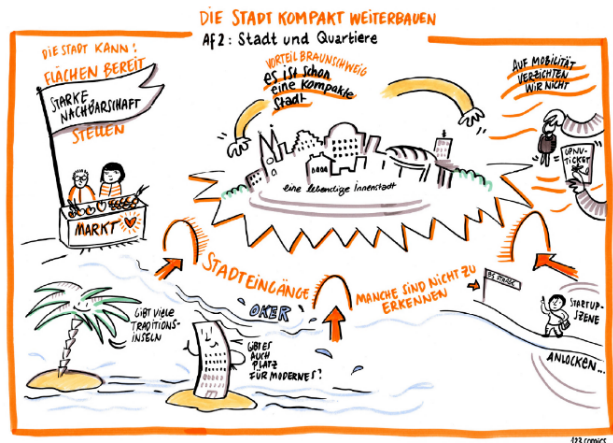 DIE STADT KOMPAKT WEITERBAUEN
AF2: Stadt und Quartiere
DIE STADT KANN:
FLÄCHEN BEREIT
STARKE
NACHBARSCHAFT
STELLEN
MARKT
VORTEIL BRAUNSCHWEIG
es ist schon
eine kompakte
Stadt
eine lebendige Innenstadt
AUF MOBILITÄT
VERZICHTEN
WIR NICHT
ÖPNV-
TICKET
STADTEINGÄNGE
MANCHE SIND NICHT ZU
ERKENNEN
OKER
GIBT VIELE
TRADITIONS-
INSELN
GIBT ES
AUCH
PLATZ
FÜR MODERNES?
STARTUP-
SZENE
ANLOCKEN...
123comics